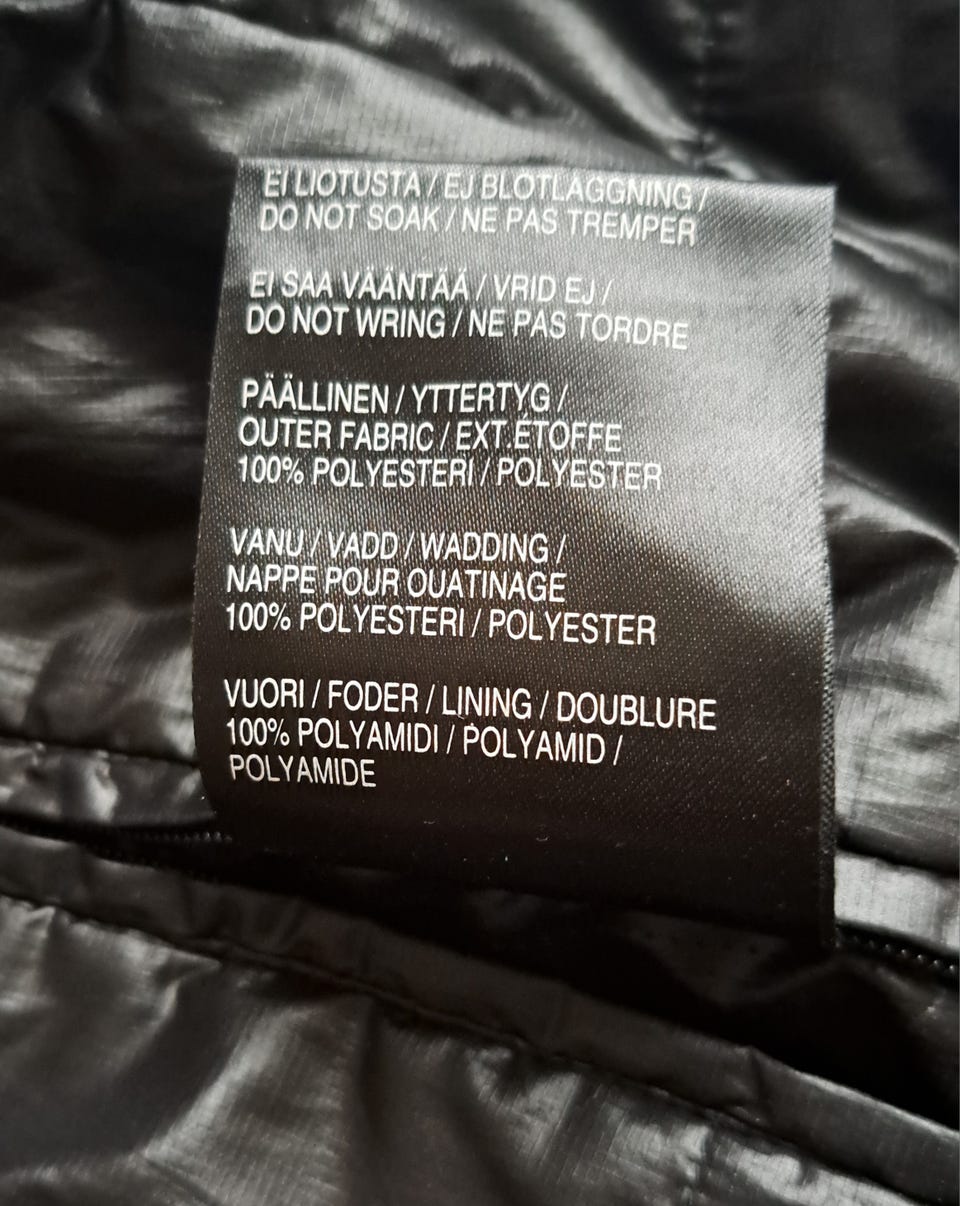 EI LIOTUSTA / EJ BLÖTLÄGGNING /
DO NOT SOAK / NE PAS TREMPER
EI SAA VÄÄNTÄÄ / VRID EJ /
DO NOT WRING / NE PAS TORDRE
PÄÄLLINEN / YTTERTYG /
OUTER FABRIC / EXT.ÉTOFFE
100% POLYESTERI / POLYESTER
VANU / VADD / WADDING /
NAPPE POUR OUATINAGE
100% POLYESTERI / POLYESTER
VUORI / FODER / LINING / DOUBLURE
100% POLYAMIDI / POLYAMID /
POLYAMIDE